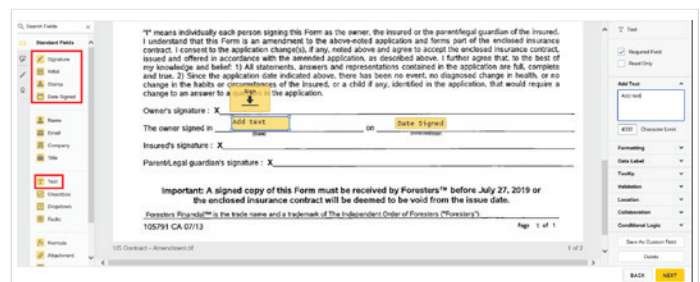 Search Fields
Standard Fields
Signature
Initial
Stamp
Date Signed
Name
Email
Company
Title
Text
Checkbox
Dropdown
Radio
Formula
Attachment
"I" means individually each person signing this Form as the owner, the insured or the parent/legal guardian of the insured.
I understand that this Form is an amendment to the above-noted application and forms part of the enclosed insurance
contract. I consent to the application change(s), if any, noted above and agree to accept the enclosed insurance contract,
issued and offered in accordance with the amended application, as described above. I further agree that, to the best of
my knowledge and belief: 1) All statements, answers and representations contained in the application are full, complete
and true. 2) Since the application date indicated above, there has been no event, no diagnosed change in health, or no
change in the habits or circumstances of the insured, or a child if any, identified in the application, that would require a
change to an answer to a in the application.
Sign
Owner's signature : X
The owner signed in
Add text
on
Date Signed
Insured's signature : X
Parent/Legal guardian's signature : X
Important: A signed copy of this Form must be received by Foresters™ before July 27, 2019 or
the enclosed insurance contract will be deemed to be void from the issue date.
Foresters Financial™ is the trade name and a trademark of The Independent Order of Foresters ("Foresters")
105791 CA 07/13
Page 1 of 1
US Contract - Amendment.tif
1 of 2
Text
Required Field
Read Only
Add Text
Add text
4000 Character Limit
Formatting
Data Label
Tooltip
Validation
Location
Collaboration
Conditional Logic
Save As Custom Field
Delete
BACK
NEXT